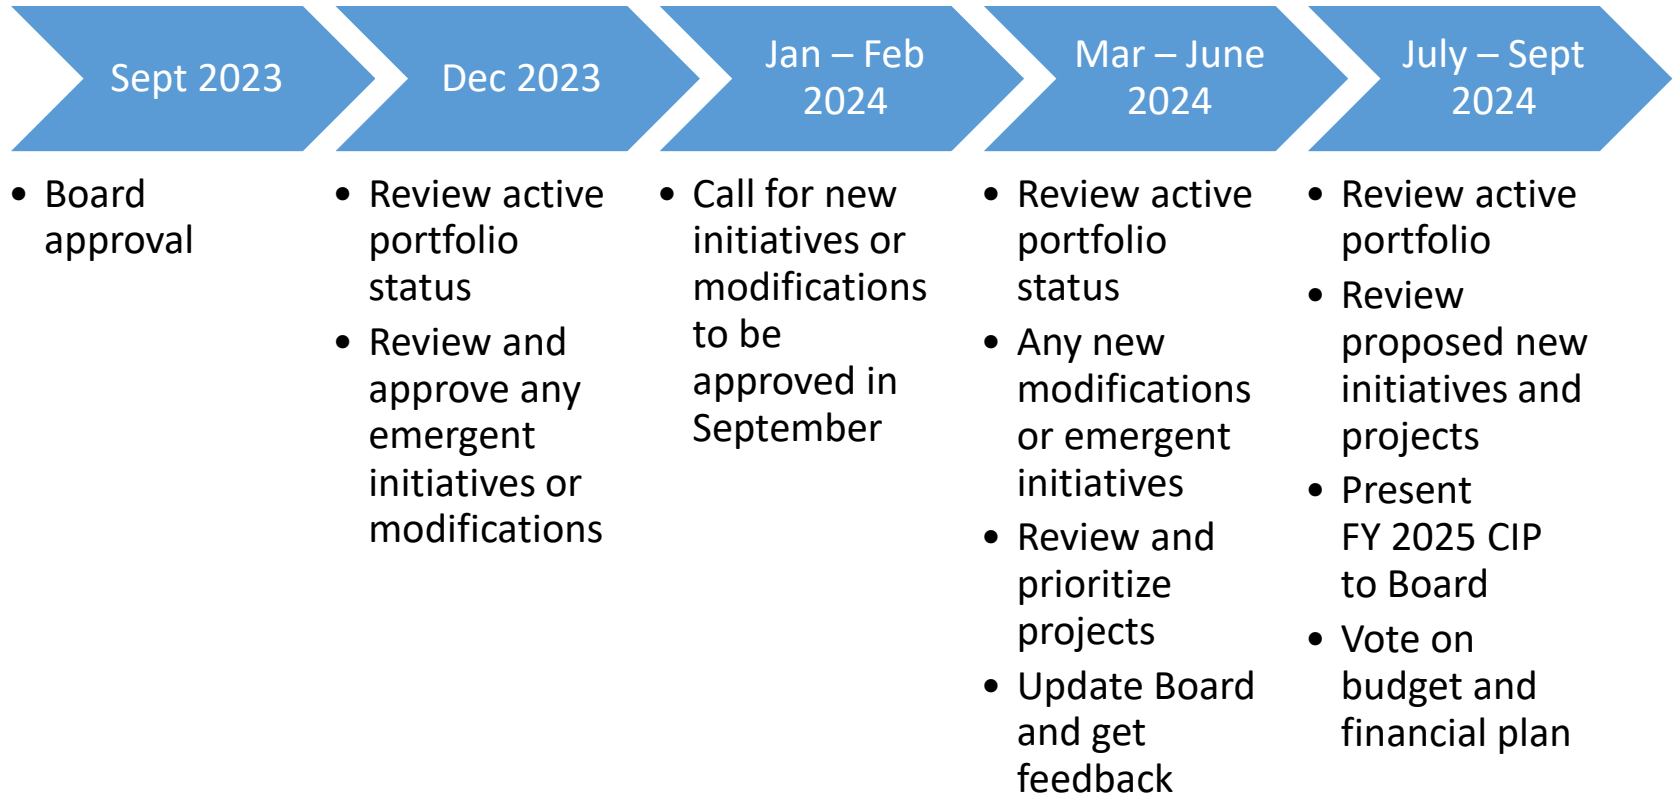 Sept 2023
Dec 2023
Jan – Feb
2024
Mar – June
2024
July – Sept
2024
• Board
approval
• Review active
portfolio
status
• Review and
approve any
emergent
initiatives or
modifications
• Call for new
initiatives or
modifications
to be
approved in
September
• Review active
portfolio
status
• Any new
modifications
or emergent
initiatives
• Review and
prioritize
projects
• Update Board
and get
feedback
• Review active
portfolio
• Review
proposed new
initiatives and
projects
• Present
FY 2025 CIP
to Board
• Vote on
budget and
financial plan